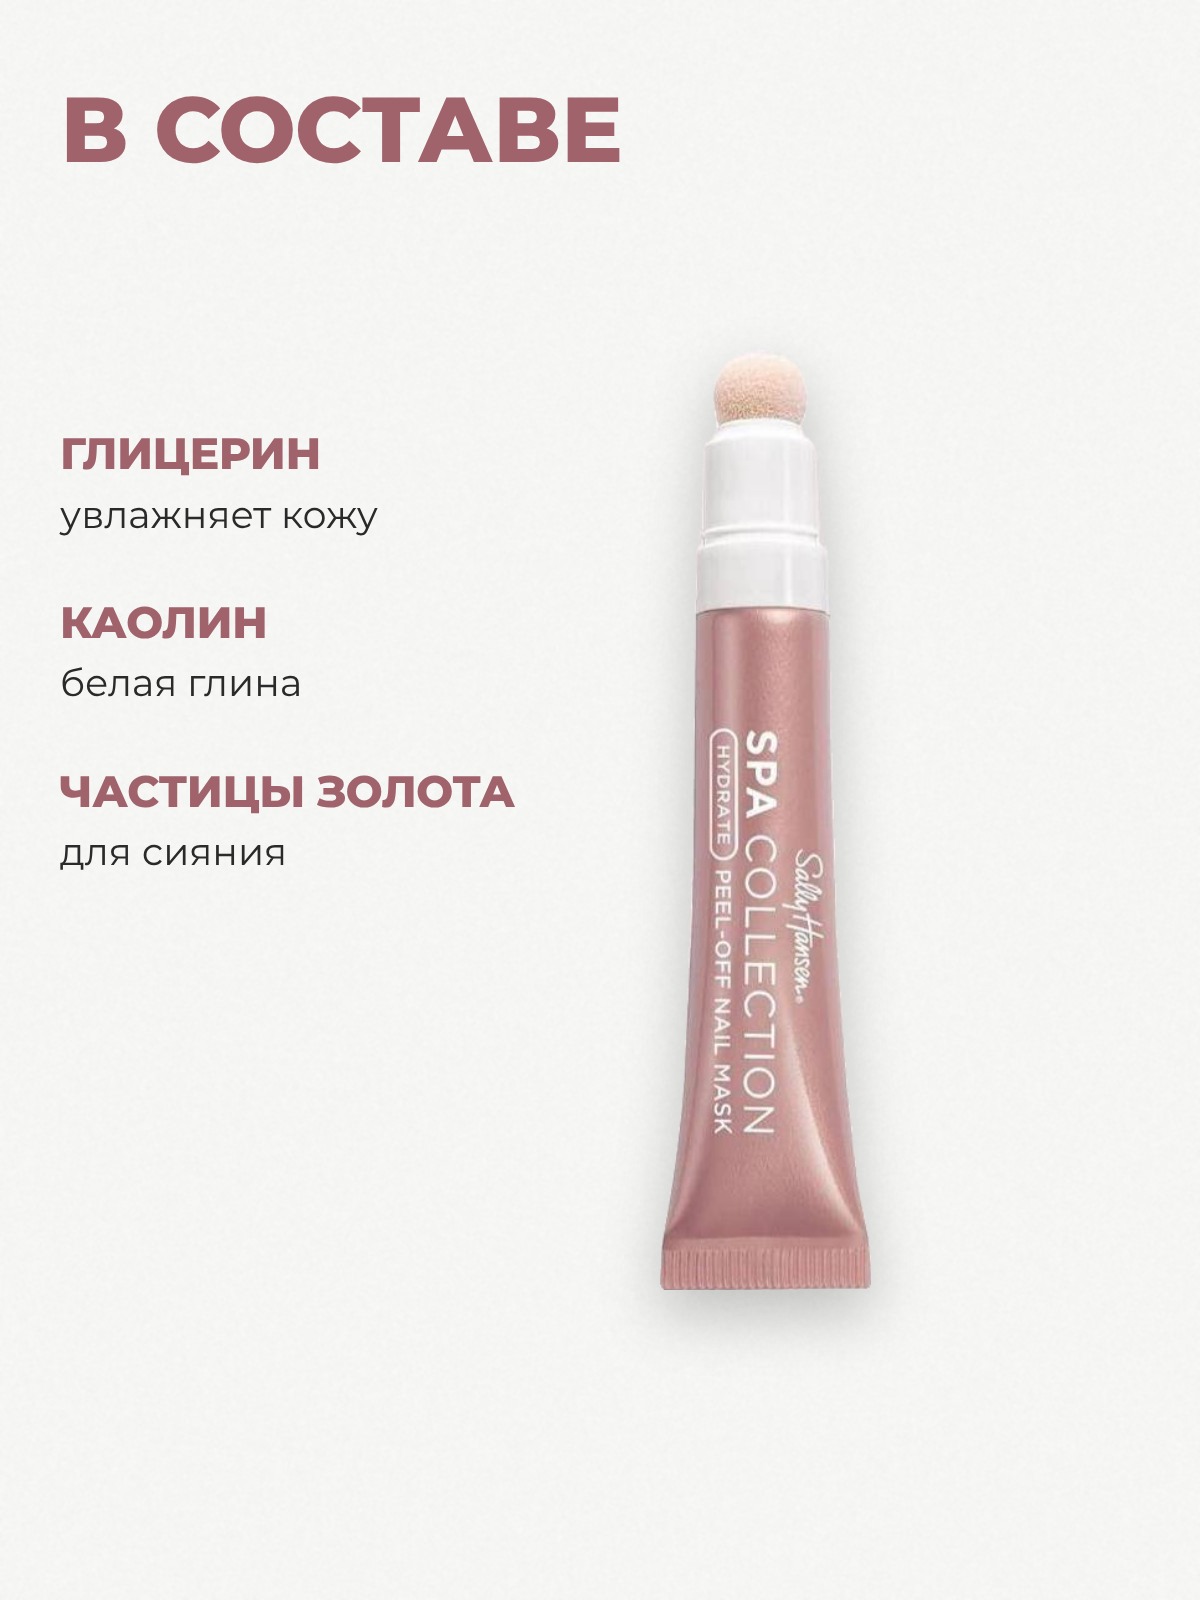 В СОСТАВЕ
ГЛИЦЕРИН
увлажняет кожу
КАОЛИН
белая глина
ЧАСТИЦЫ ЗОЛОТА
для сияния
Sally Hansen®
SPA COLLECTION
HYDRATE PEEL-OFF NAIL MASK